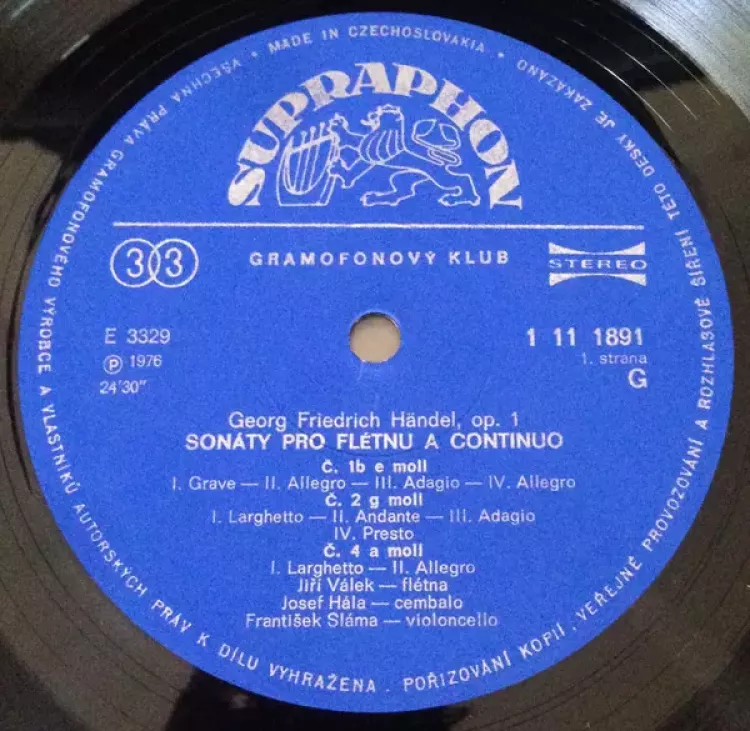 • MADE IN CZECHOSLOVAKIA •
VŠECHNA PRÁVA GRAMOFONOVÉHO VÝROBCE A VLASTNÍKŮ AUTORSKÝCH PRÁV K DÍLU VYHRAŽENA. POŘIZOVÁNÍ KOPIÍ, VEŘEJNÉ PROVOZOVÁNÍ A ROZHLASOVÉ ŠÍŘENÍ TÉTO DESKY JE ZAKÁZÁNO
SUPRAPHON
33
GRAMOFONOVÝ KLUB
STEREO
E 3329
1 11 1891
Ⓟ 1976
1. strana
24'30"
G
Georg Friedrich Händel, op. 1
SONÁTY PRO FLÉTNU A CONTINUO
Č. 1b e moll
I. Grave — II. Allegro — III. Adagio — IV. Allegro
Č. 2 g moll
I. Larghetto — II. Andante — III. Adagio
IV. Presto
Č. 4 a moll
I. Larghetto — II. Allegro
Jiří Válek — flétna
Josef Hála — cembalo
František Sláma — violoncello